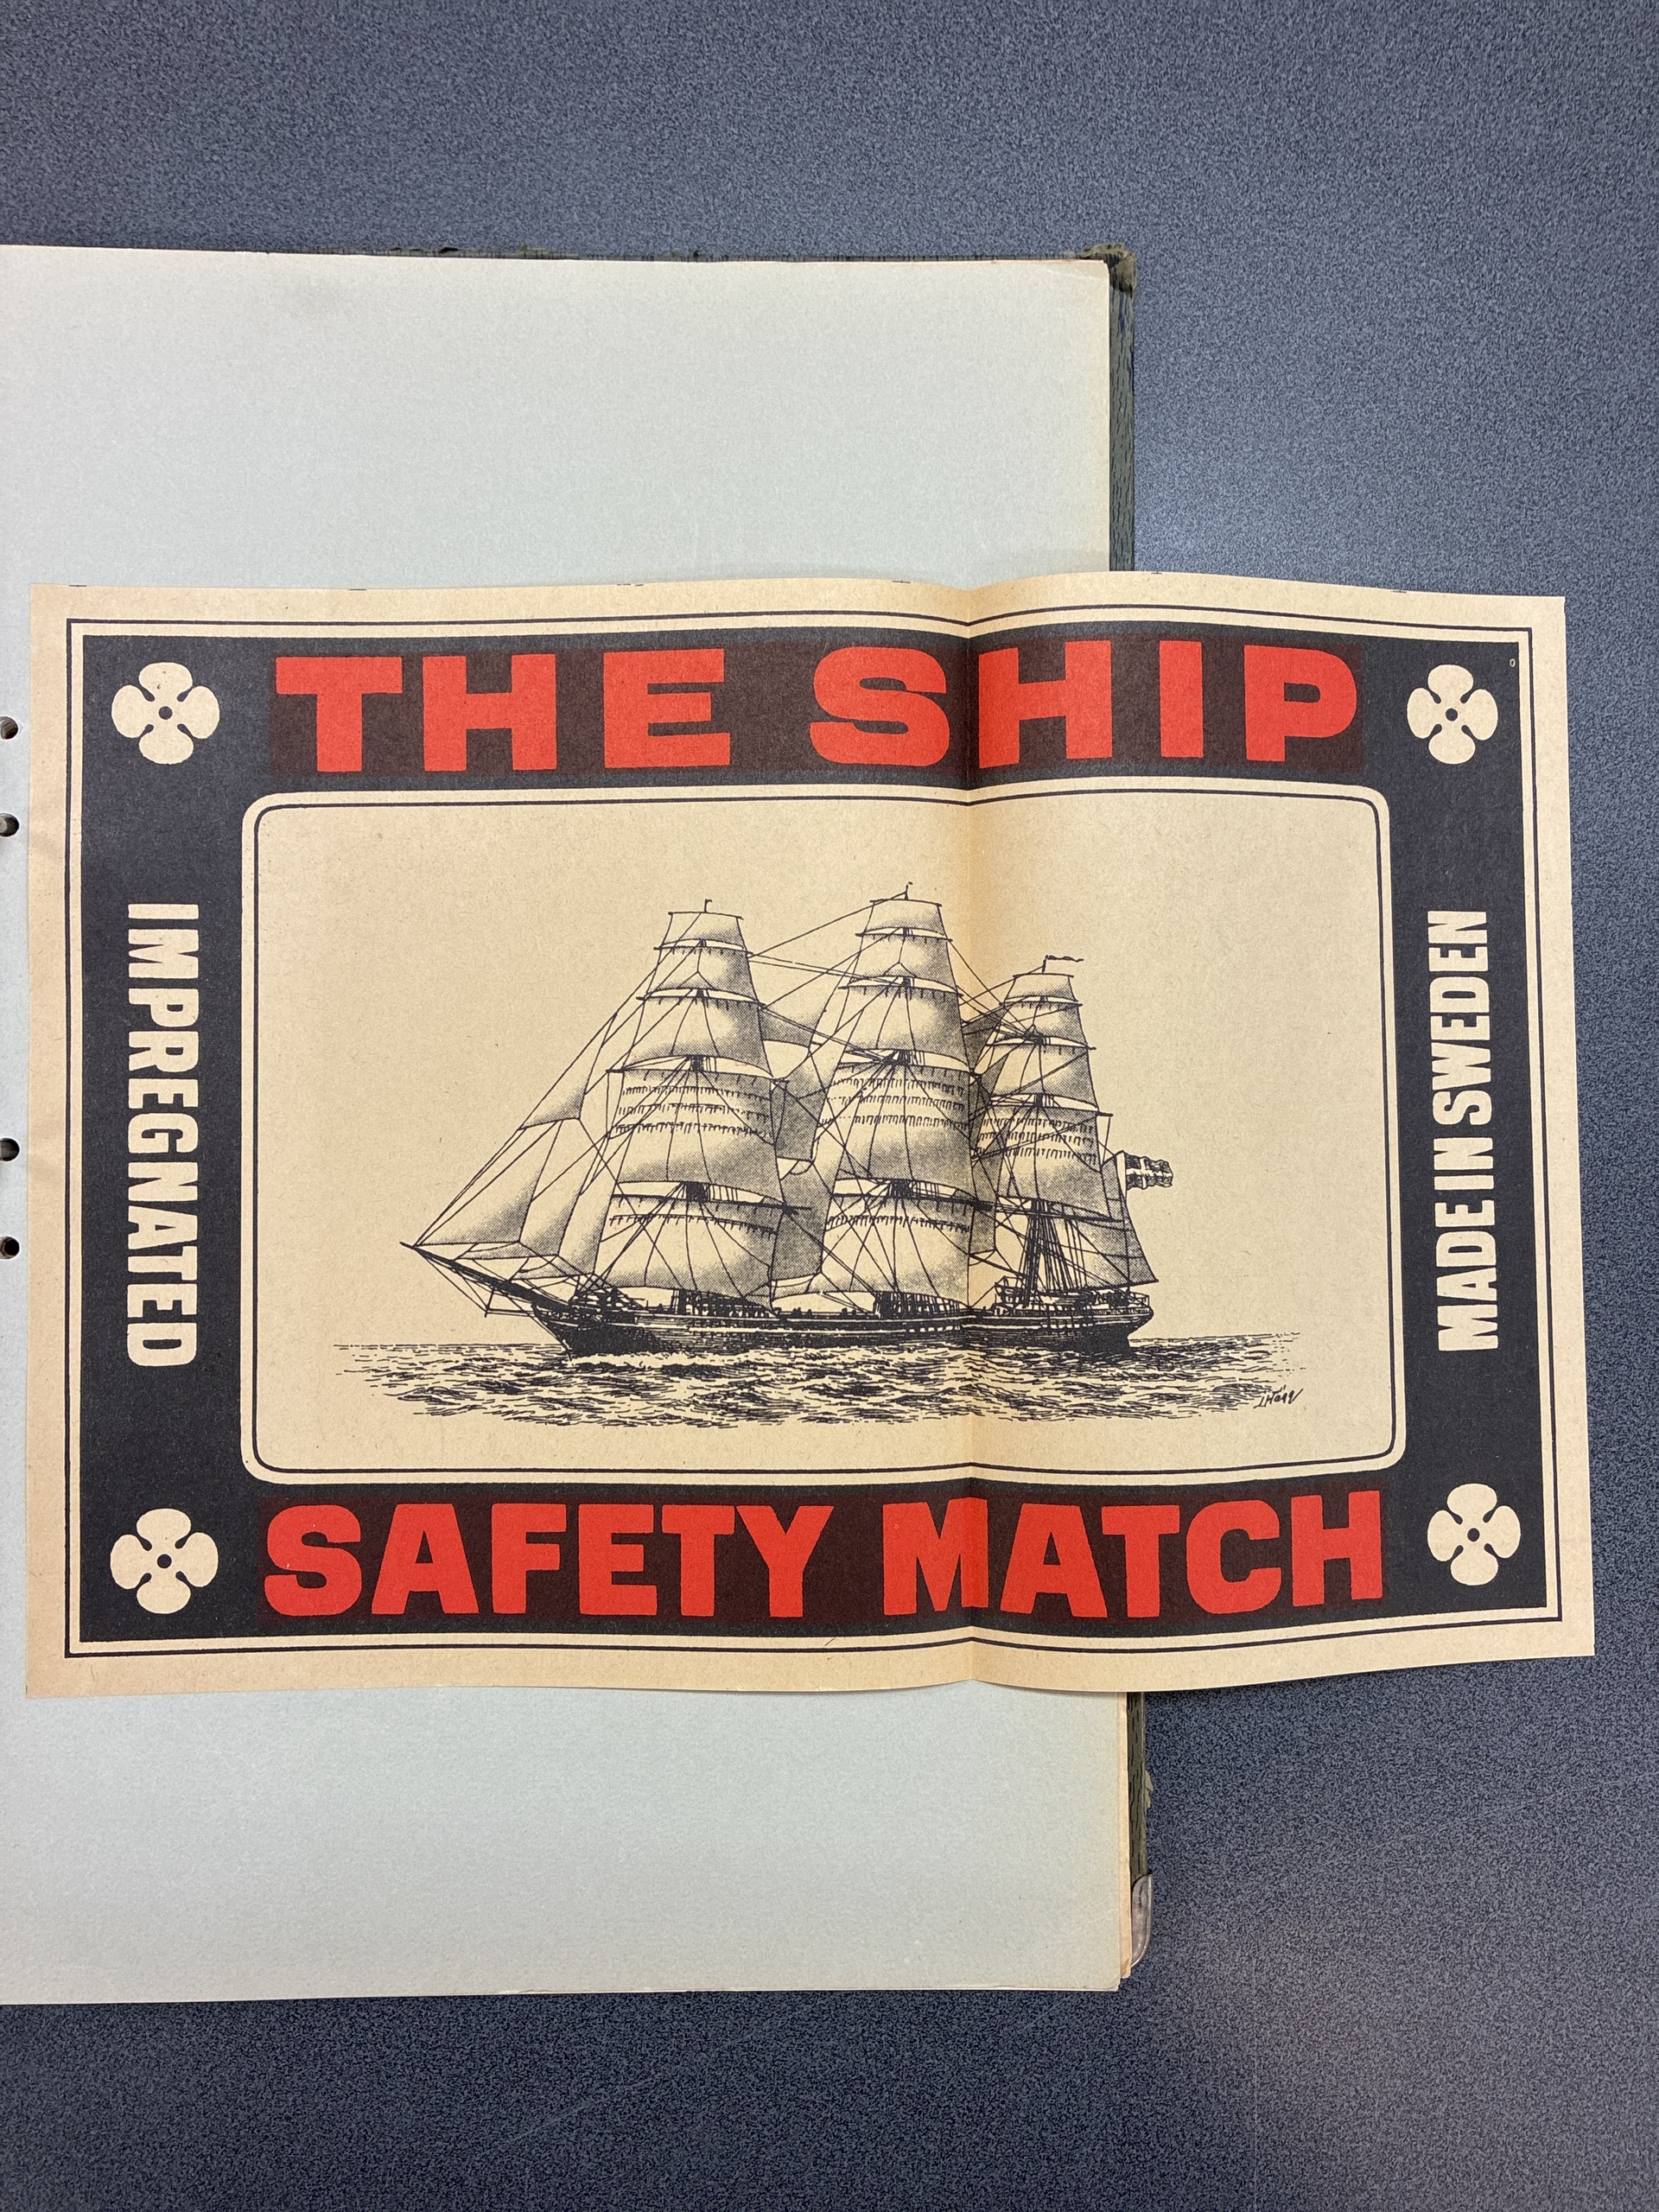 THE SHIP
IMPREGNATED
MADE IN SWEDEN
SAFETY MATCH